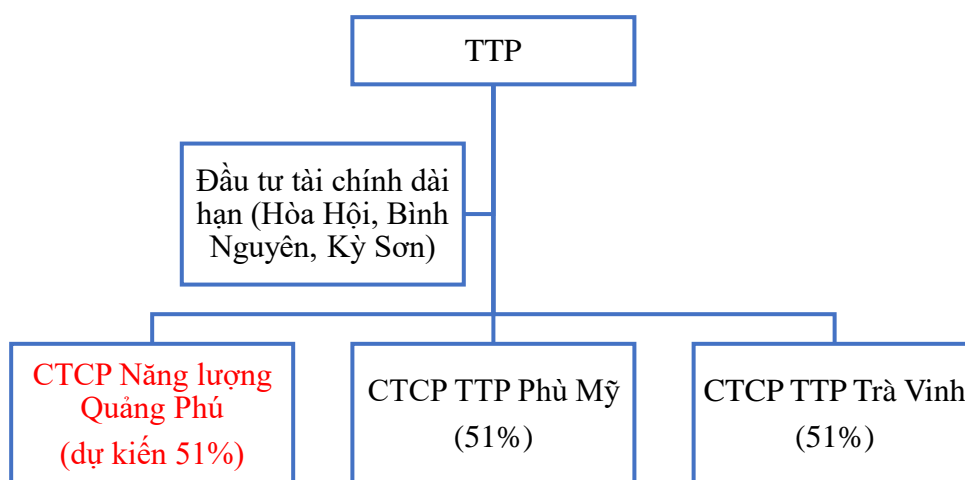 TTP
Đầu tư tài chính dài
hạn (Hòa Hội, Bình
Nguyên, Kỳ Sơn)
CTCP Năng lượng
Quảng Phú
(dự kiến 51%)
CTCP TTP Phù Mỹ
(51%)
CTCP TTP Trà Vinh
(51%)